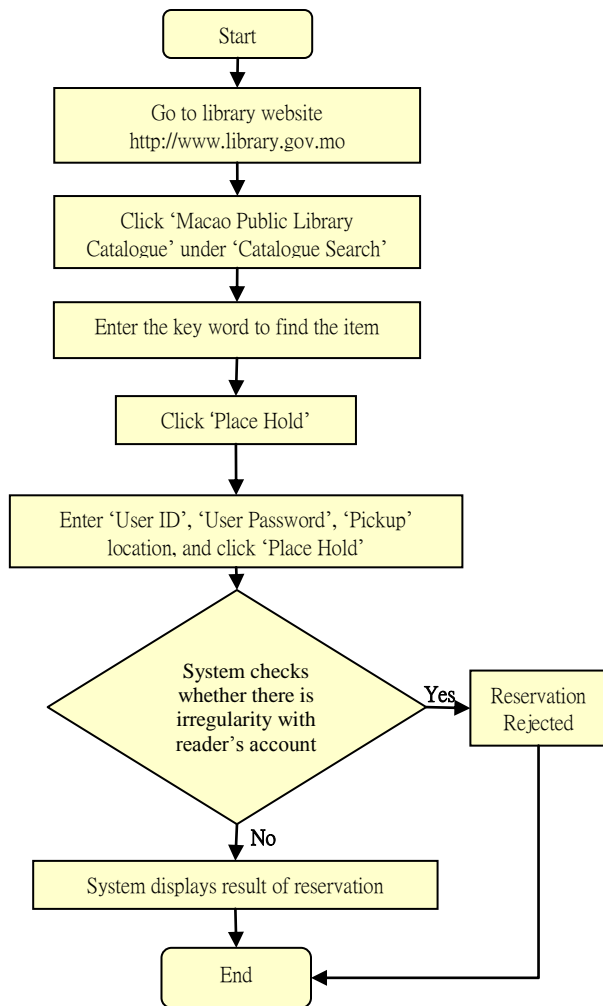 Start
Go to library website
http://www.library.gov.mo
Click ‘Macao Public Library
Catalogue’ under ‘Catalogue Search’
Enter the key word to find the item
Click ‘Place Hold’
Enter ‘User ID’, ‘User Password’, ‘Pickup’
location, and click ‘Place Hold’
System checks
whether there is
irregularity with
reader’s account
Yes
Reservation
Rejected
No
System displays result of reservation
End